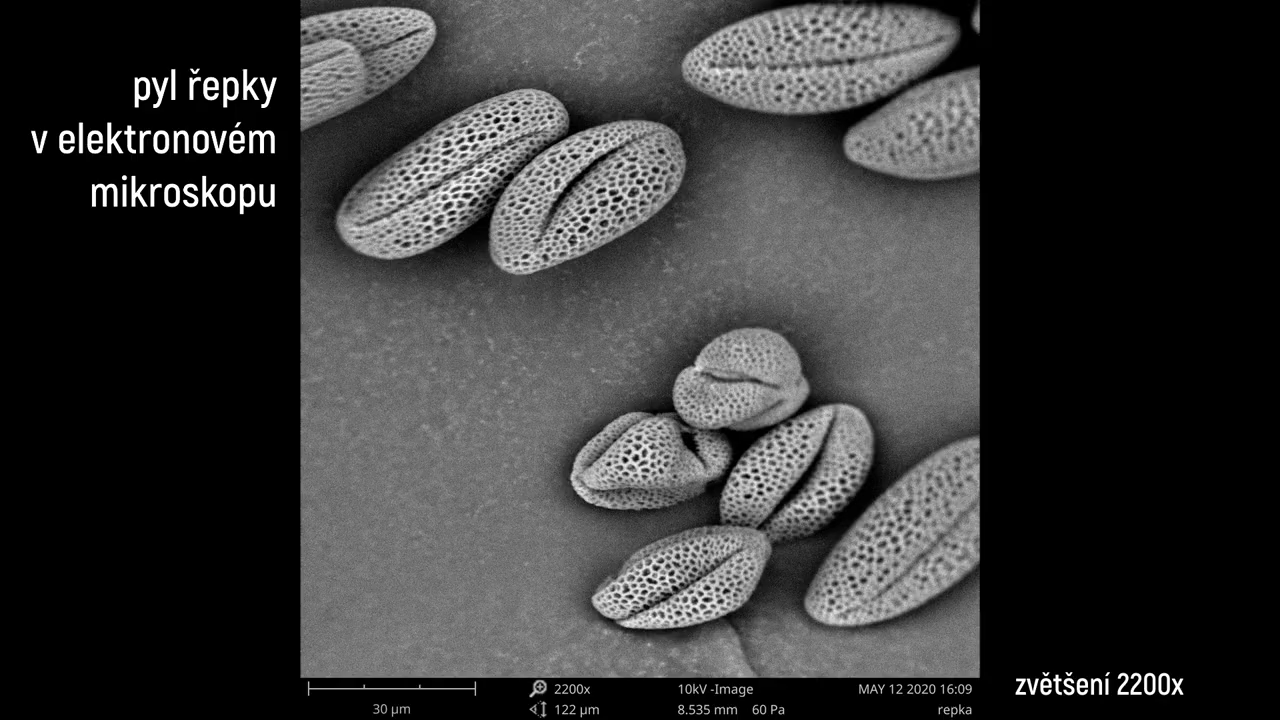 pyl řepky
v elektronovém
mikroskopu
30 µm
2200x
122 µm
10kV -Image
8.535 mm 60 Pa
MAY 12 2020 16:09
repka
zvětšení 2200x